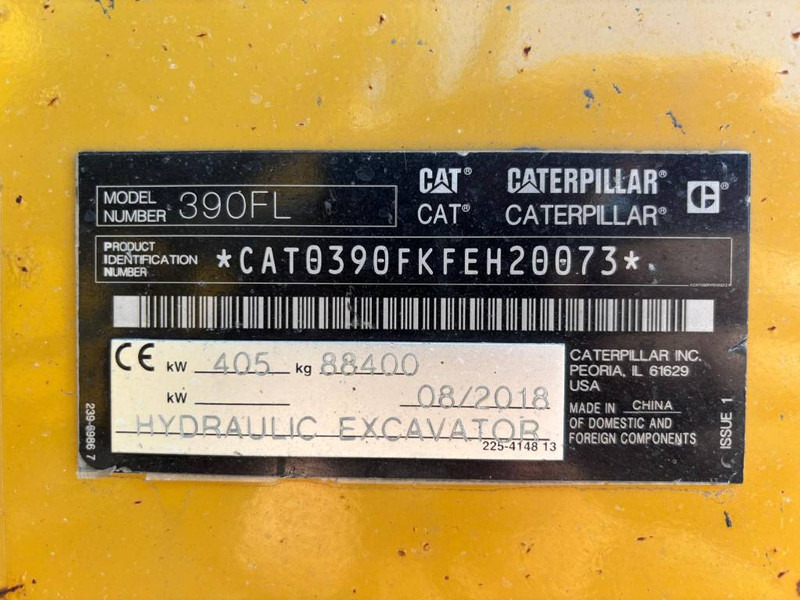 CAT® CATERPILLAR®
MODEL NUMBER 390FL
CAT® CATERPILLAR®
PRODUCT IDENTIFICATION NUMBER *CAT0390FKFEH20073*
CE kW 405 kg 88400
kW 08/2018
HYDRAULIC EXCAVATOR
225-4148 13
CATERPILLAR INC.
PEORIA, IL 61629
USA
MADE IN CHINA
OF DOMESTIC AND
FOREIGN COMPONENTS
ISSUE 1
239-6986 7